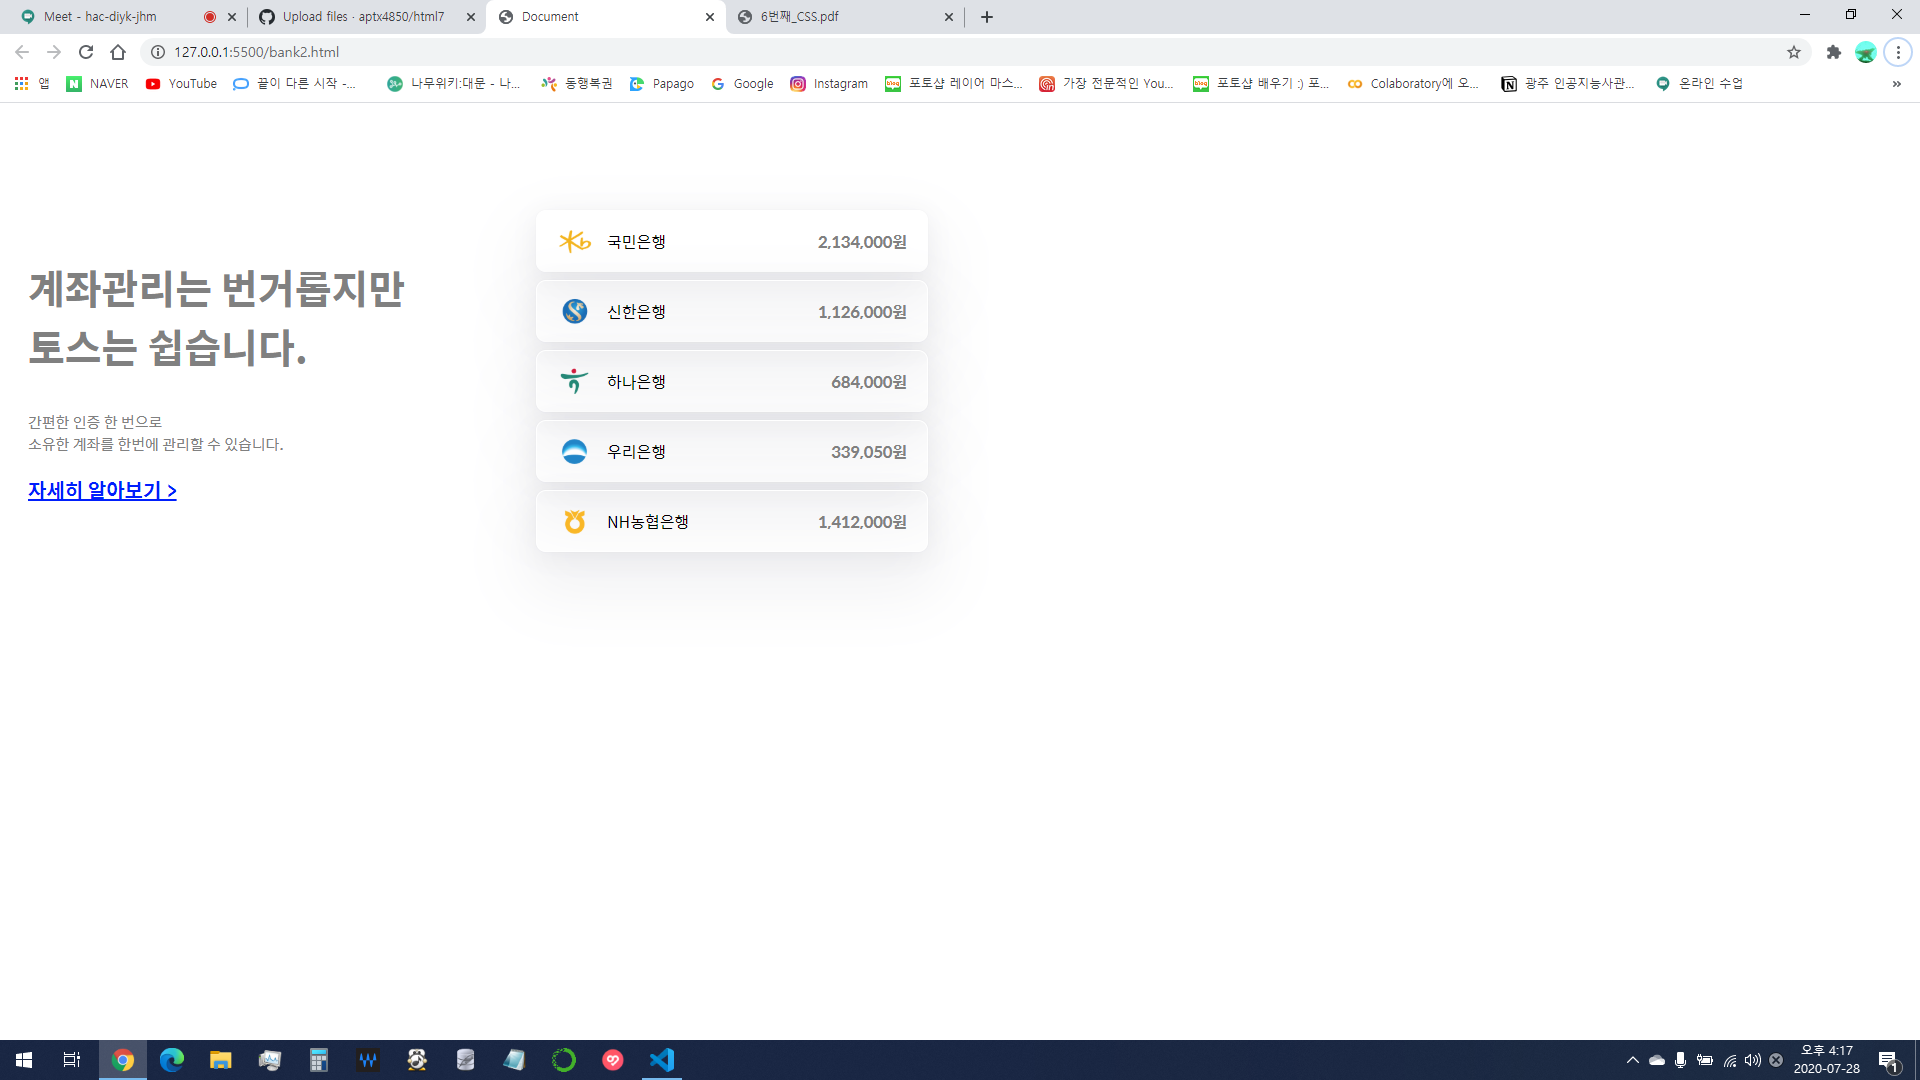 Meet - hac-diyk-jhm
Upload files · aptx4850/html7
Document
6번째_CSS.pdf
127.0.0.1:5500/bank2.html
앱
NAVER
YouTube
끝이 다른 시작 -...
나무위키:대문 - 나...
동행복권
Papago
Google
Instagram
포토샵 레이어 마스...
가장 전문적인 You...
포토샵 배우기 :) 포...
Colaboratory에 오...
광주 인공지능사관...
온라인 수업
»
계좌관리는 번거롭지만
토스는 쉽습니다.
간편한 인증 한 번으로
소유한 계좌를 한번에 관리할 수 있습니다.
자세히 알아보기 >
국민은행 2,134,000원
신한은행 1,126,000원
하나은행 684,000원
우리은행 339,050원
NH농협은행 1,412,000원
오후 4:17
2020-07-28
1